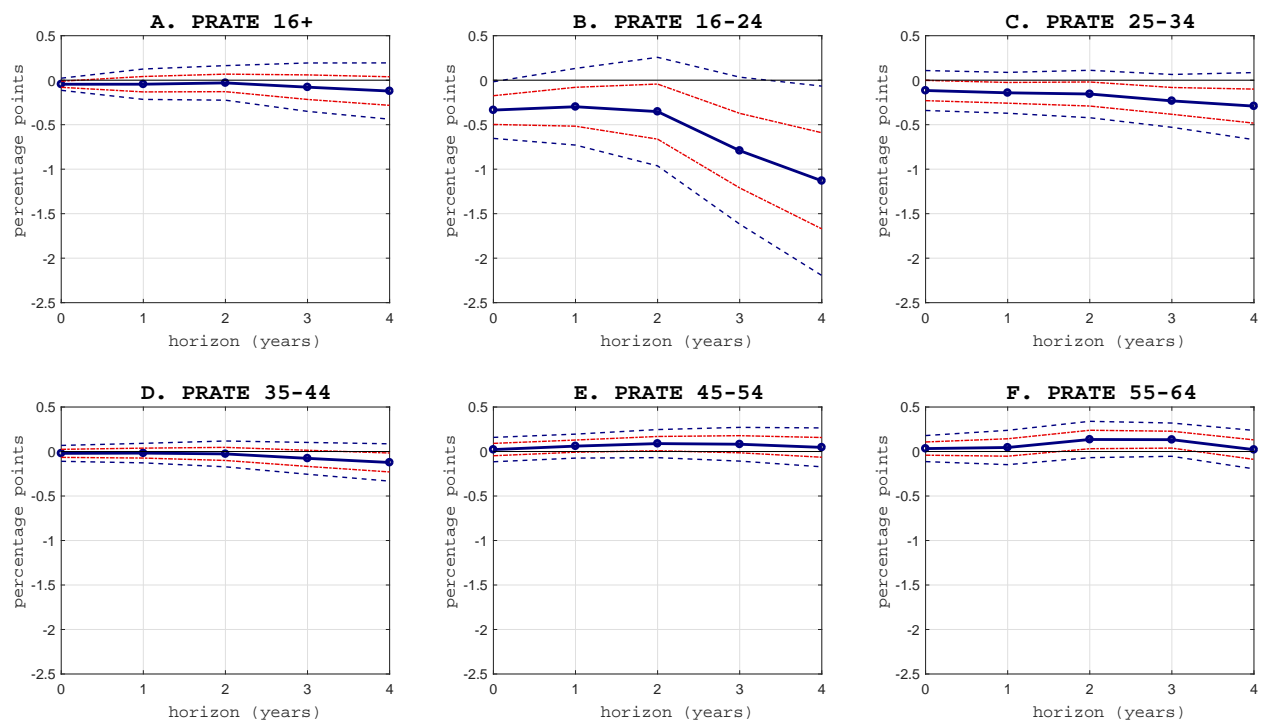 A. PRATE 16+
percentage points
0.5
0
-0.5
-1
-1.5
-2
-2.5
0 1 2 3 4
horizon (years)
B. PRATE 16-24
percentage points
0.5
0
-0.5
-1
-1.5
-2
-2.5
0 1 2 3 4
horizon (years)
C. PRATE 25-34
percentage points
0.5
0
-0.5
-1
-1.5
-2
-2.5
0 1 2 3 4
horizon (years)
D. PRATE 35-44
percentage points
0.5
0
-0.5
-1
-1.5
-2
-2.5
0 1 2 3 4
horizon (years)
E. PRATE 45-54
percentage points
0.5
0
-0.5
-1
-1.5
-2
-2.5
0 1 2 3 4
horizon (years)
F. PRATE 55-64
percentage points
0.5
0
-0.5
-1
-1.5
-2
-2.5
0 1 2 3 4
horizon (years)